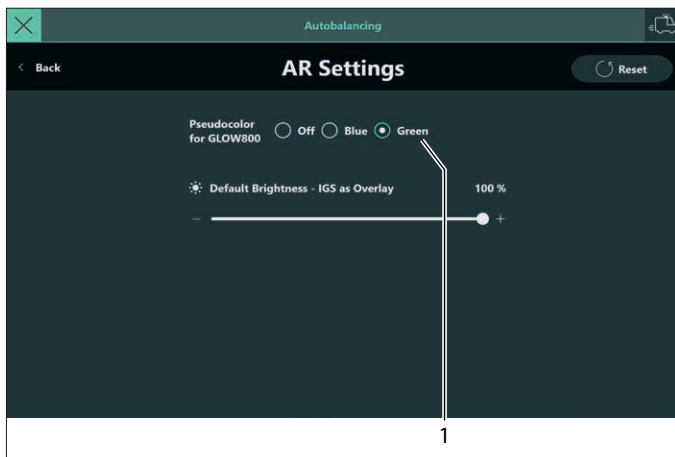 Autobalancing
Back
AR Settings
Reset
Pseudocolor
for GLOW800
Off Blue Green
Default Brightness - IGS as Overlay 100 %
1